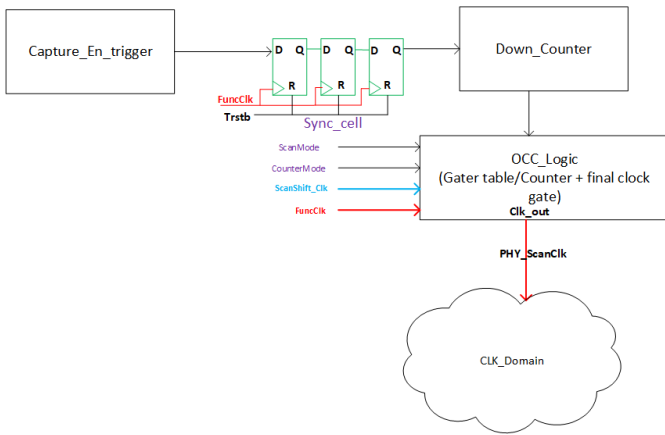 Capture_En_trigger
D Q D Q D Q
R R R
FuncClk
Trstb
Sync_cell
Down_Counter
ScanMode
CounterMode
ScanShift_Clk
FuncClk
OCC_Logic
(Gater table/Counter + final clock
gate)
Clk_out
PHY_ScanClk
CLK_Domain